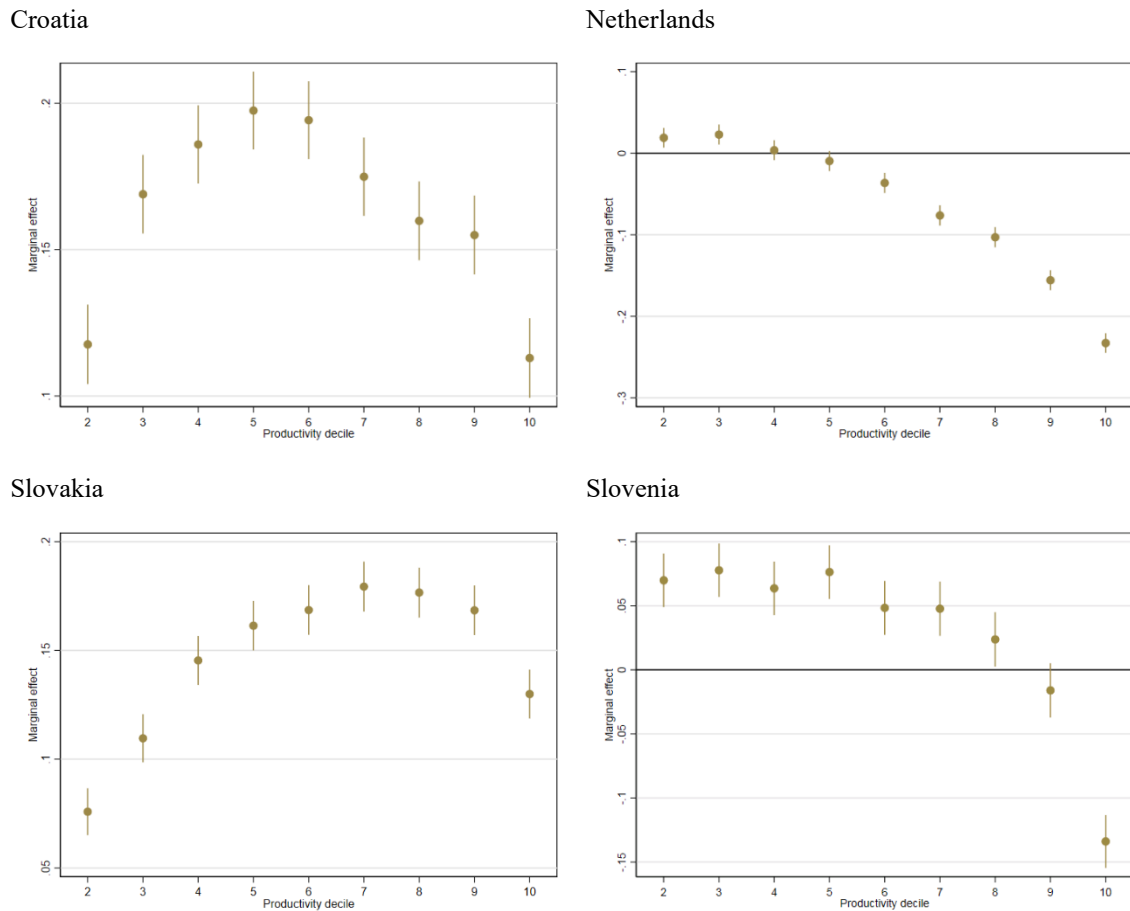 Croatia
Netherlands
Marginal effect
.1 .15 .2
2 3 4 5 6 7 8 9 10
Productivity decile
Marginal effect
-.3 -.2 -.1 0 .1
2 3 4 5 6 7 8 9 10
Productivity decile
Slovakia
Slovenia
Marginal effect
.05 .1 .15 .2
2 3 4 5 6 7 8 9 10
Productivity decile
Marginal effect
-.15 -.1 -.05 0 .05 .1
2 3 4 5 6 7 8 9 10
Productivity decile